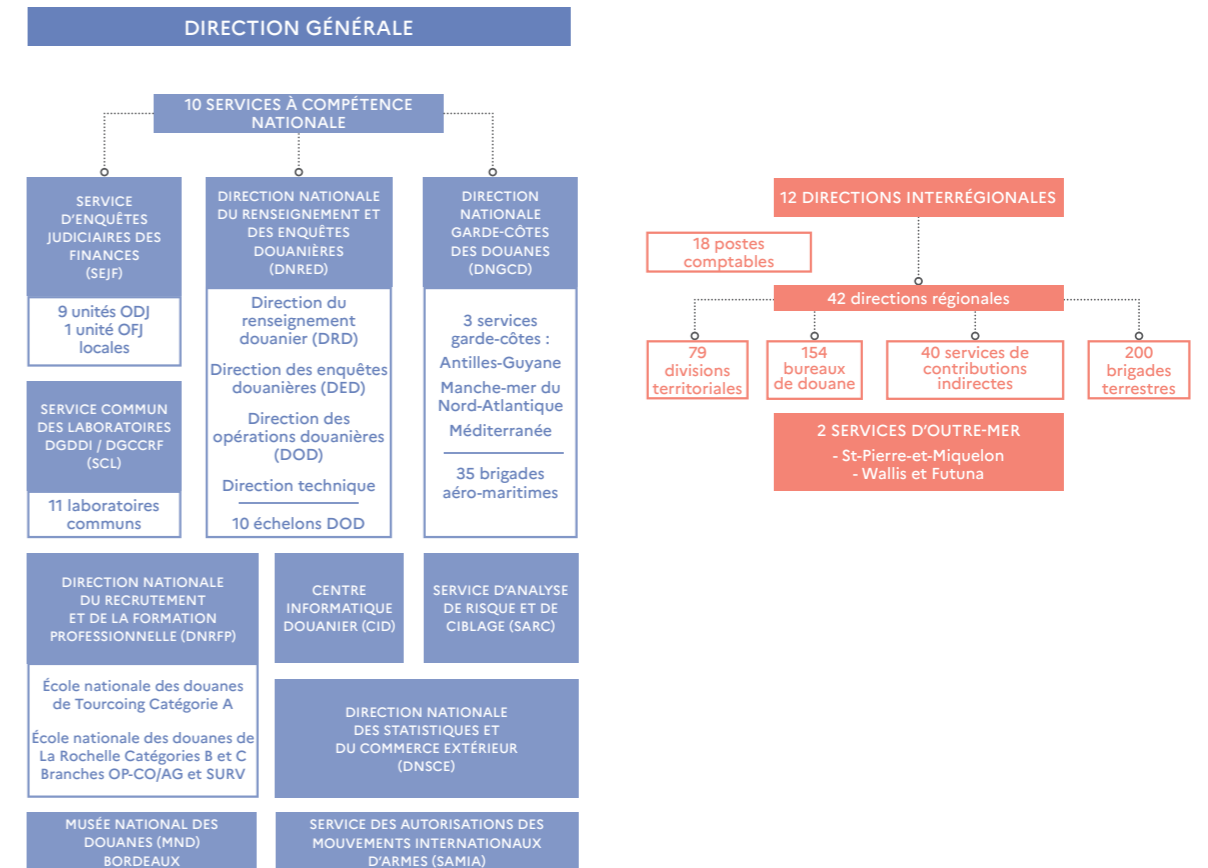 DIRECTION GÉNÉRALE
10 SERVICES À COMPÉTENCE
NATIONALE
SERVICE
D'ENQUÊTES
JUDICIAIRES DES
FINANCES
(SEJF)
9 unités ODJ
1 unité OFJ
locales
SERVICE COMMUN
DES LABORATOIRES
DGDDI / DGCCRF
(SCL)
11 laboratoires
communs
DIRECTION NATIONALE
DU RENSEIGNEMENT ET
DES ENQUÊTES
DOUANIÈRES
(DNRED)
Direction du
renseignement
douanier (DRD)
Direction des enquêtes
douanières (DED)
Direction des
opérations douanières
(DOD)
Direction technique
10 échelons DOD
DIRECTION
NATIONALE
GARDE-CÔTES
DES DOUANES
(DNGCD)
3 services
garde-côtes :
Antilles-Guyane
Manche-mer du
Nord-Atlantique
Méditerranée
35 brigades
aéro-maritimes
DIRECTION NATIONALE
DU RECRUTEMENT
ET DE LA FORMATION
PROFESSIONNELLE (DNRFP)
École nationale des douanes
de Tourcoing Catégorie A
École nationale des douanes de
La Rochelle Catégories B et C
Branches OP-CO/AG et SURV
CENTRE
INFORMATIQUE
DOUANIER (CID)
SERVICE D'ANALYSE
DE RISQUE ET DE
CIBLAGE (SARC)
DIRECTION NATIONALE
DES STATISTIQUES ET
DU COMMERCE EXTÉRIEUR
(DNSCE)
MUSÉE NATIONAL DES
DOUANES (MND)
BORDEAUX
SERVICE DES AUTORISATIONS DES
MOUVEMENTS INTERNATIONAUX
D'ARMES (SAMIA)
12 DIRECTIONS INTERRÉGIONALES
18 postes
comptables
42 directions régionales
79
divisions
territoriales
154
bureaux
de douane
40 services de
contributions
indirectes
200
brigades
terrestres
2 SERVICES D'OUTRE-MER
- St-Pierre-et-Miquelon
- Wallis et Futuna